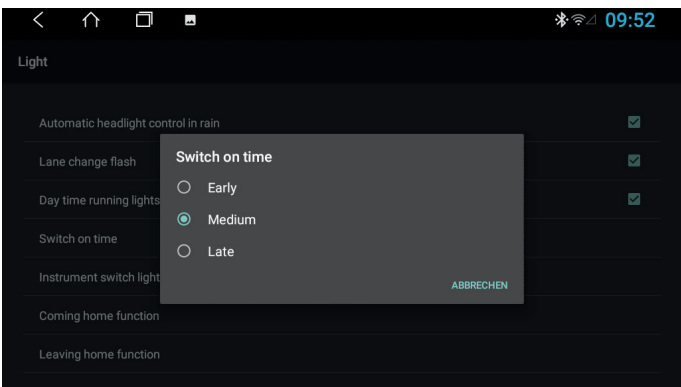 09:52
Light
Automatic headlight control in rain
Lane change flash
Day time running lights
Switch on time
Instrument switch light
Coming home function
Leaving home function
Switch on time
Early
Medium
Late
ABBRECHEN